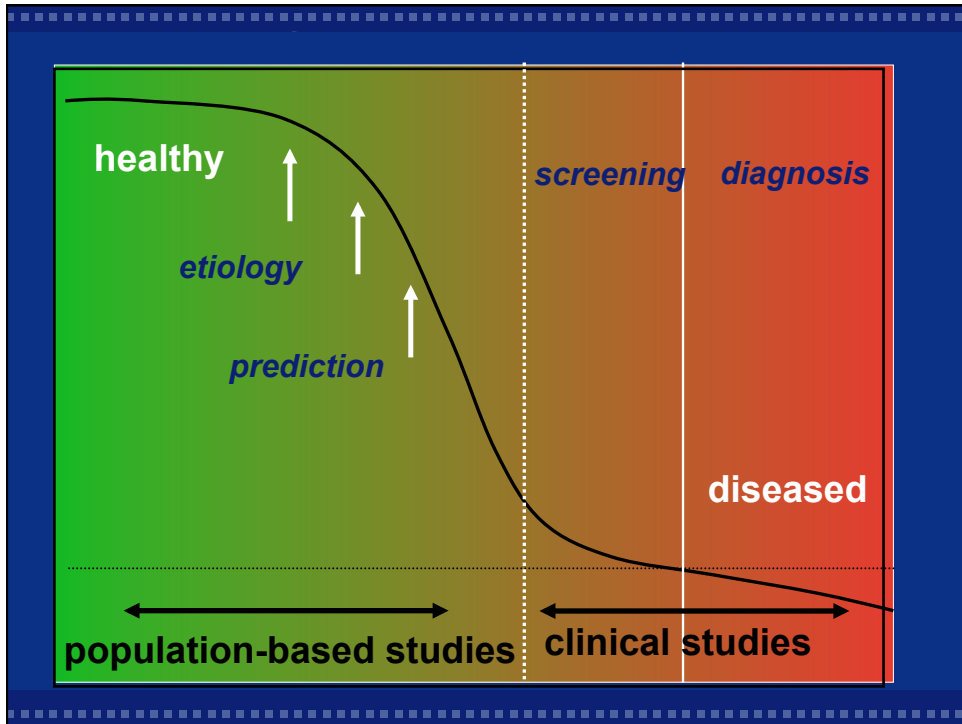 healthy
screening
diagnosis
etiology
prediction
diseased
population-based studies
clinical studies